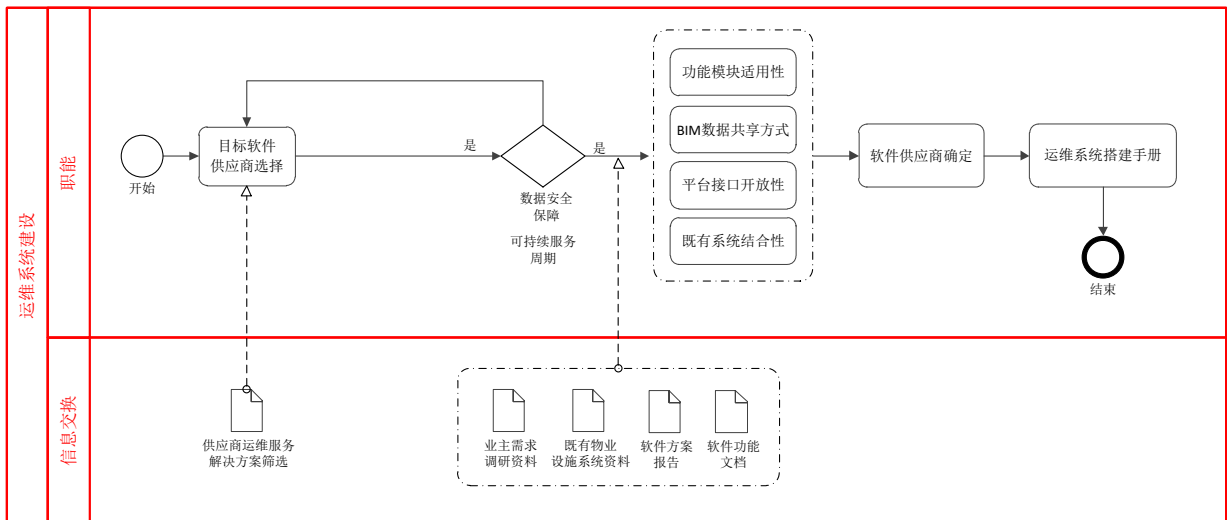 运维系统建设
职能
信息交换
开始
目标软件
供应商选择
是
是
数据安全
保障
可持续服务
周期
功能模块适用性
BIM数据共享方式
平台接口开放性
既有系统结合性
软件供应商确定
运维系统搭建手册
结束
供应商运维服务
解决方案筛选
业主需求
调研资料
既有物业
设施系统资料
软件方案
报告
软件功能
文档